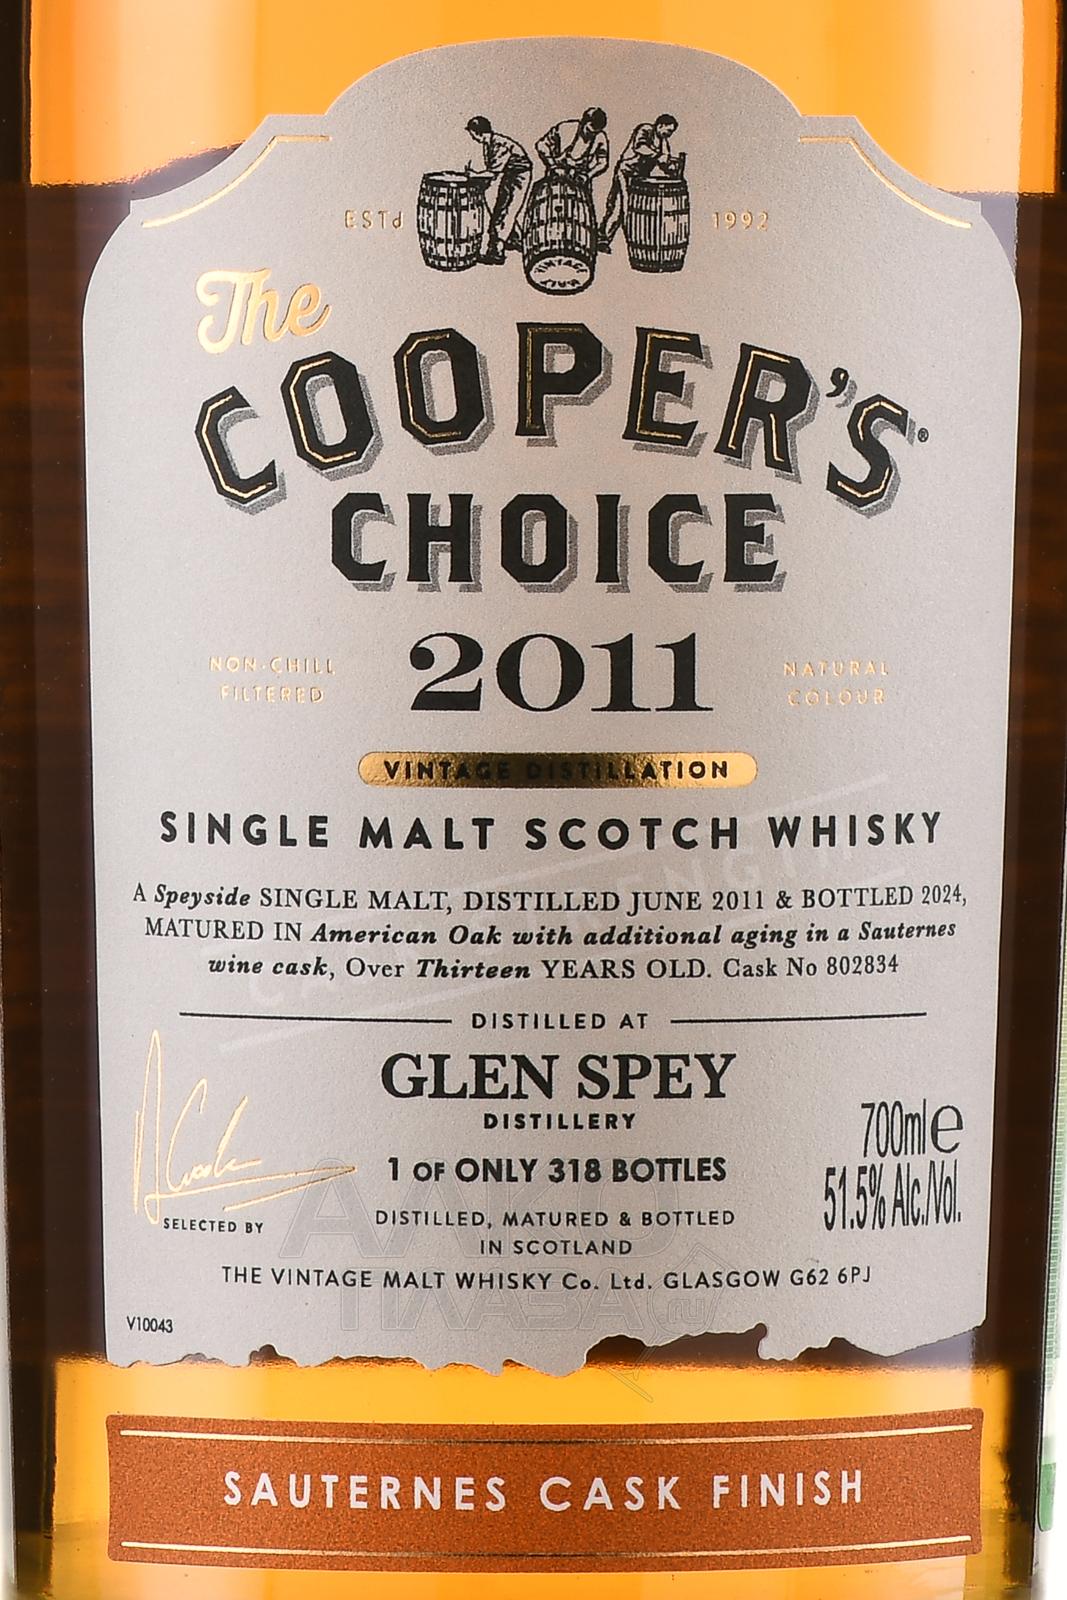 ESTd 1992
VINTAGE
MALT
The
COOPER'S®
CHOICE
NON-CHILL
FILTERED
2011
NATURAL
COLOUR
VINTAGE DISTILLATION
SINGLE MALT SCOTCH WHISKY
CASK STRENGTH
A Speyside SINGLE MALT, DISTILLED JUNE 2011 & BOTTLED 2024,
MATURED IN American Oak with additional aging in a Sauternes
wine cask, Over Thirteen YEARS OLD. Cask No 802834
DISTILLED AT
GLEN SPEY
DISTILLERY
1 OF ONLY 318 BOTTLES
700ml e
51.5% Alc./Vol.
SELECTED BY
DISTILLED, MATURED & BOTTLED
IN SCOTLAND
THE VINTAGE MALT WHISKY Co. Ltd. GLASGOW G62 6PJ
V10043
SAUTERNES CASK FINISH